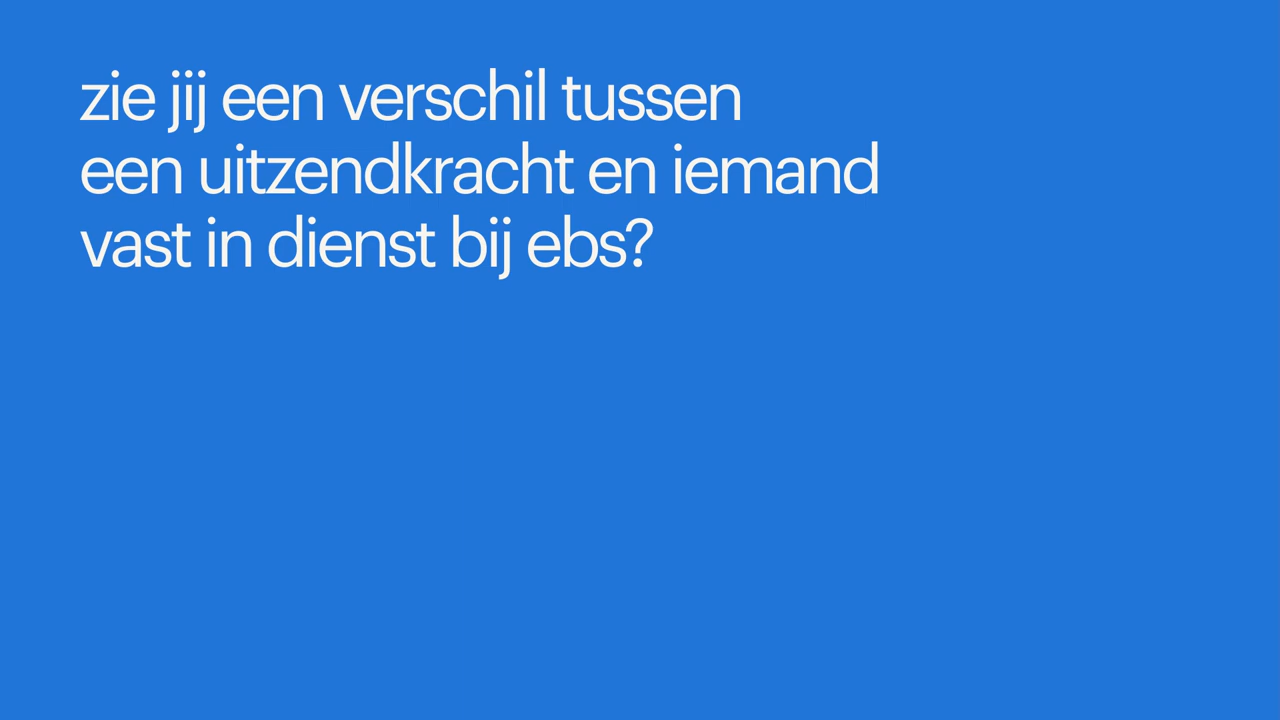 zie jij een verschil tussen
een uitzendkracht en iemand
vast in dienst bij ebs?